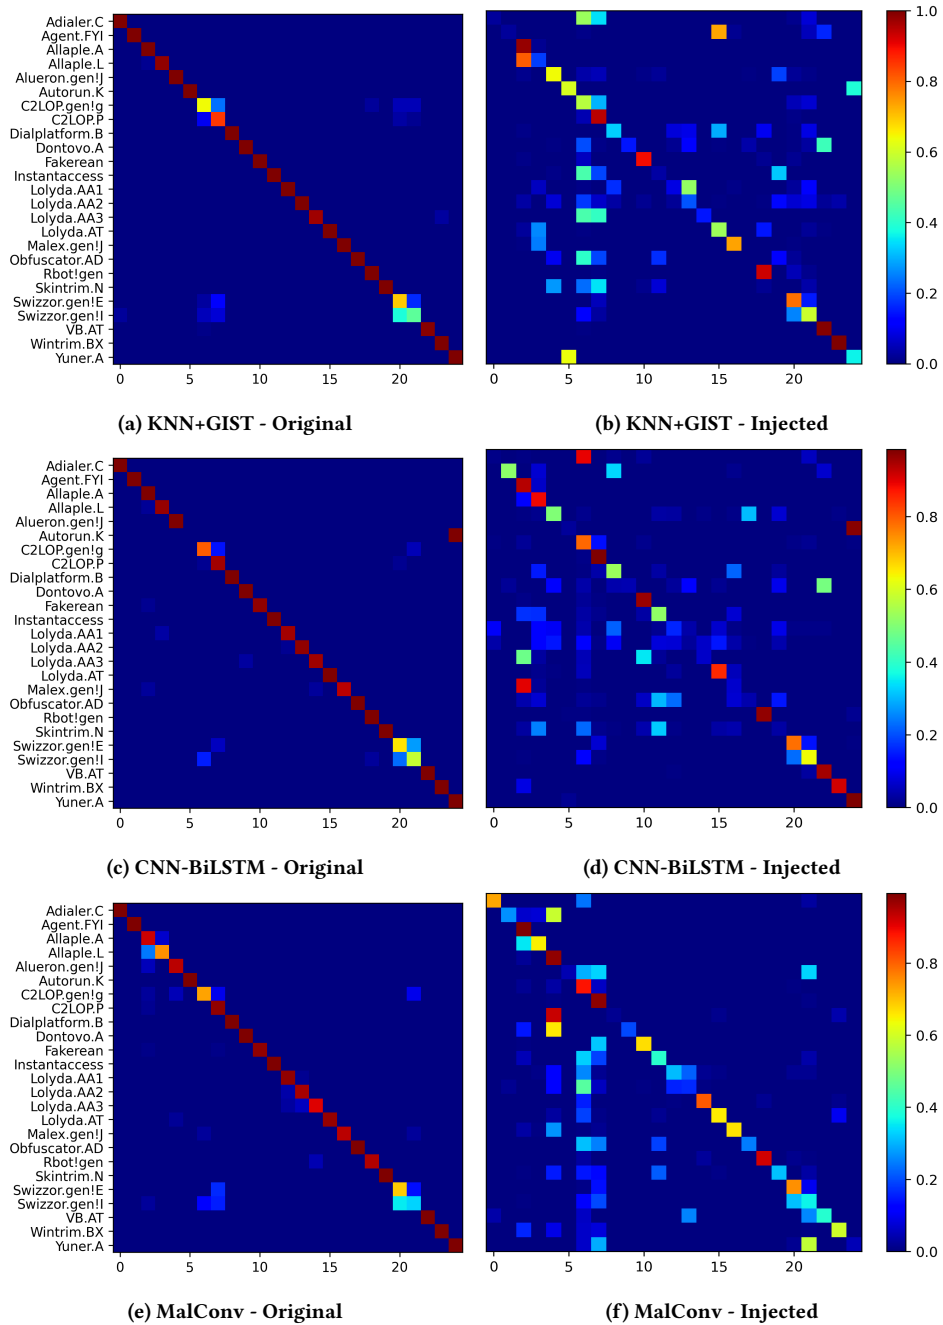 Adialer.C
Agent.FYI
Allaple.A
Allaple.L
Alueron.gen!J
Autorun.K
C2LOP.gen!g
C2LOP.P
Dialplatform.B
Dontovo.A
Fakerean
Instantaccess
Lolyda.AA1
Lolyda.AA2
Lolyda.AA3
Lolyda.AT
Malex.gen!J
Obfuscator.AD
Rbot!gen
Skintrim.N
Swizzor.gen!E
Swizzor.gen!I
VB.AT
Wintrim.BX
Yuner.A
0 5 10 15 20
0 5 10 15 20
1.0
0.8
0.6
0.4
0.2
0.0
(a) KNN+GIST - Original
(b) KNN+GIST - Injected
Adialer.C
Agent.FYI
Allaple.A
Allaple.L
Alueron.gen!J
Autorun.K
C2LOP.gen!g
C2LOP.P
Dialplatform.B
Dontovo.A
Fakerean
Instantaccess
Lolyda.AA1
Lolyda.AA2
Lolyda.AA3
Lolyda.AT
Malex.gen!J
Obfuscator.AD
Rbot!gen
Skintrim.N
Swizzor.gen!E
Swizzor.gen!I
VB.AT
Wintrim.BX
Yuner.A
0 5 10 15 20
0 5 10 15 20
0.8
0.6
0.4
0.2
0.0
(c) CNN-BiLSTM - Original
(d) CNN-BiLSTM - Injected
Adialer.C
Agent.FYI
Allaple.A
Allaple.L
Alueron.gen!J
Autorun.K
C2LOP.gen!g
C2LOP.P
Dialplatform.B
Dontovo.A
Fakerean
Instantaccess
Lolyda.AA1
Lolyda.AA2
Lolyda.AA3
Lolyda.AT
Malex.gen!J
Obfuscator.AD
Rbot!gen
Skintrim.N
Swizzor.gen!E
Swizzor.gen!I
VB.AT
Wintrim.BX
Yuner.A
0 5 10 15 20
0 5 10 15 20
0.8
0.6
0.4
0.2
0.0
(e) MalConv - Original
(f) MalConv - Injected